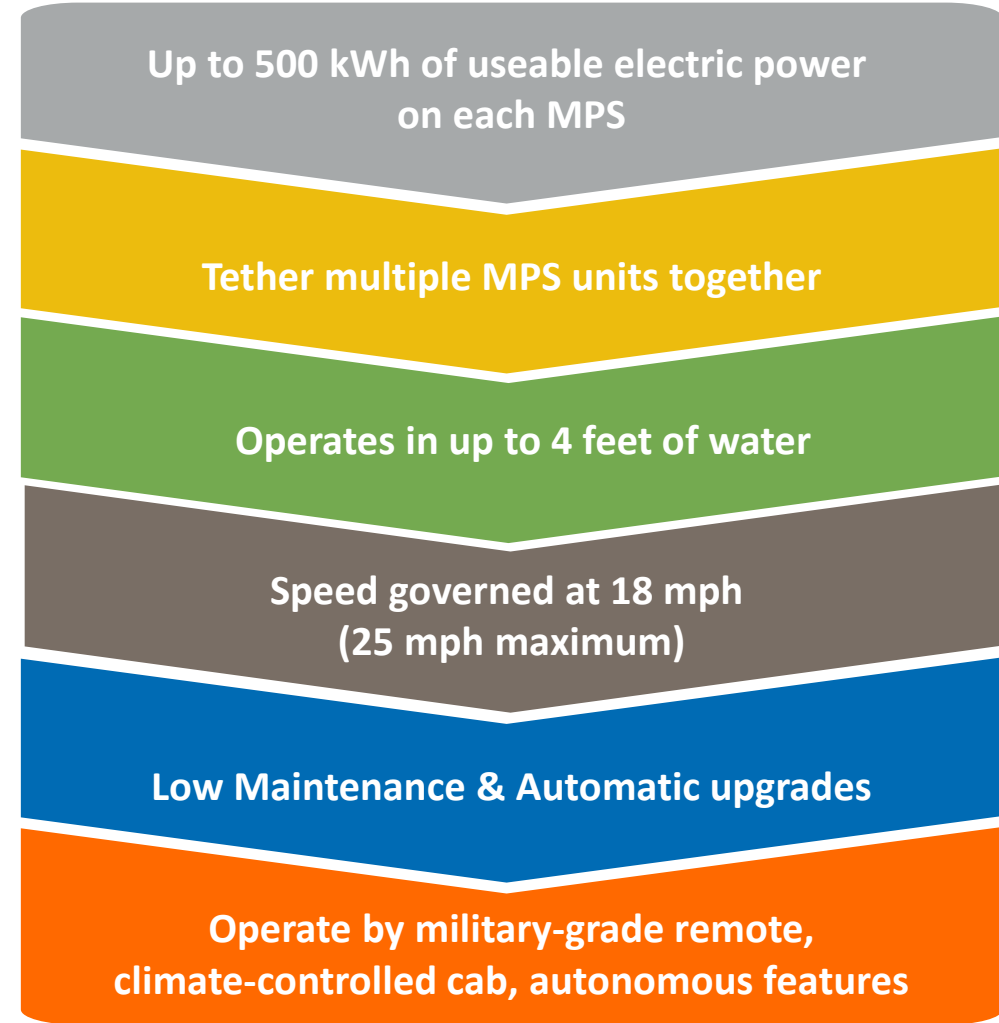 Up to 500 kWh of useable electric power
on each MPS
Tether multiple MPS units together
Operates in up to 4 feet of water
Speed governed at 18 mph
(25 mph maximum)
Low Maintenance & Automatic upgrades
Operate by military-grade remote,
climate-controlled cab, autonomous features